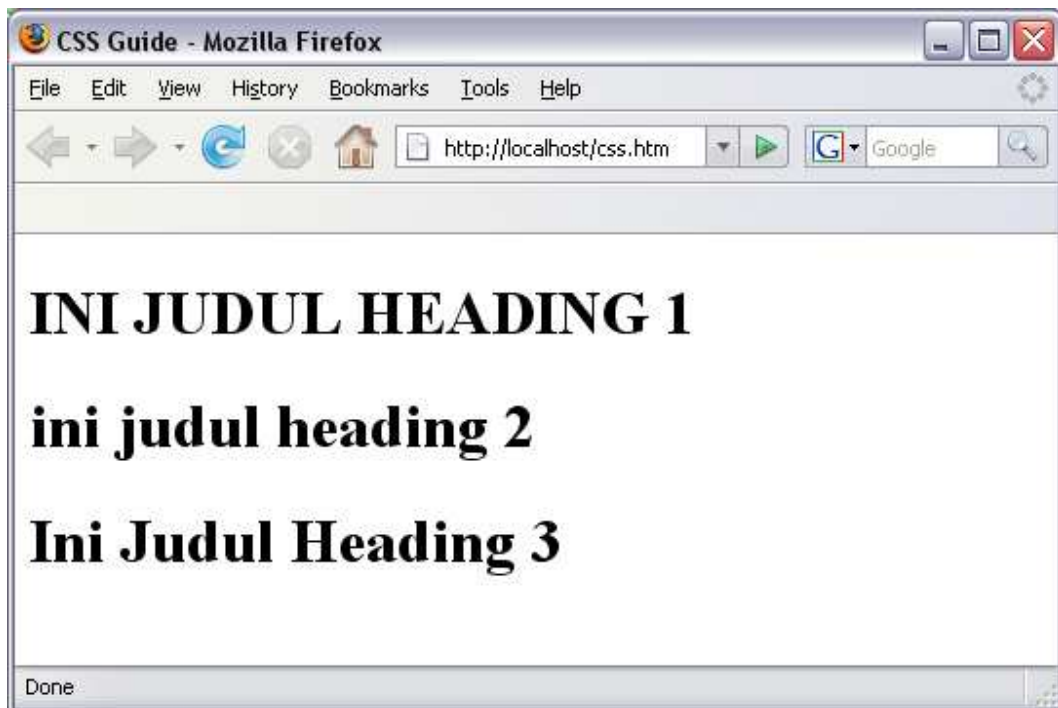 CSS Guide - Mozilla Firefox
File Edit View History Bookmarks Tools Help
http://localhost/css.htm G Google
INI JUDUL HEADING 1
ini judul heading 2
Ini Judul Heading 3
Done